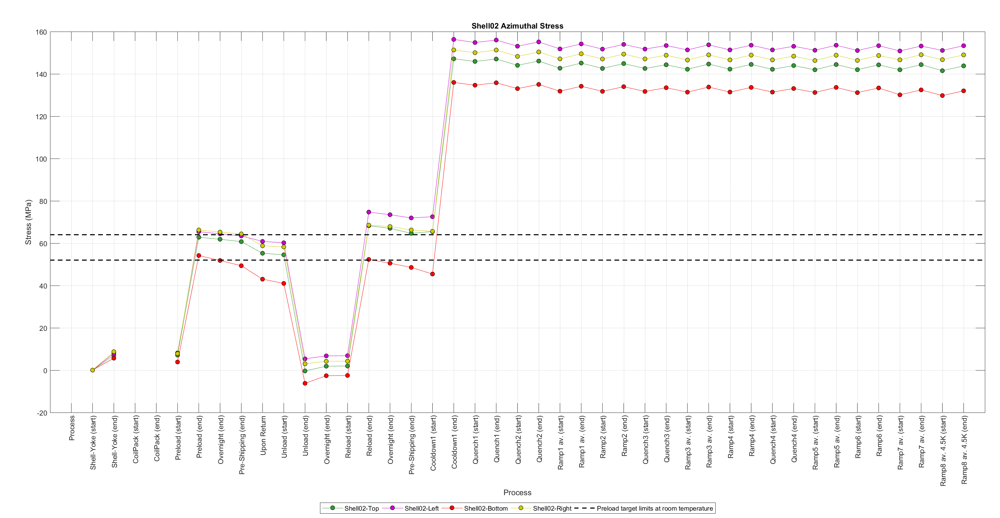 Shell02 Azimuthal Stress
160
140
120
100
80
60
40
20
0
-20
Stress (MPa)
Process
Shell-Yoke (start)
Shell-Yoke (end)
CoilPack (start)
CoilPack (end)
Preload (start)
Preload (end)
Overnight (end)
Pre-Shipping (end)
Upon Return
Unload (start)
Unload (end)
Overnight (end)
Reload (start)
Reload (end)
Overnight (end)
Pre-Shipping (end)
Cooldown1 (start)
Cooldown1 (end)
Quench1 (start)
Quench1 (end)
Quench2 (start)
Quench2 (end)
Ramp1 av. (start)
Ramp1 av. (end)
Ramp2 (start)
Ramp2 (end)
Quench3 (start)
Quench3 (end)
Ramp3 av. (start)
Ramp3 av. (end)
Ramp4 (start)
Ramp4 (end)
Quench4 (start)
Quench4 (end)
Ramp5 av. (start)
Ramp5 av. (end)
Ramp6 (start)
Ramp6 (end)
Ramp7 av. (start)
Ramp7 av. (end)
Ramp8 av. 4.5K (start)
Ramp8 av. 4.5K (end)
Process
Shell02-Top Shell02-Left Shell02-Bottom Shell02-Right Preload target limits at room temperature